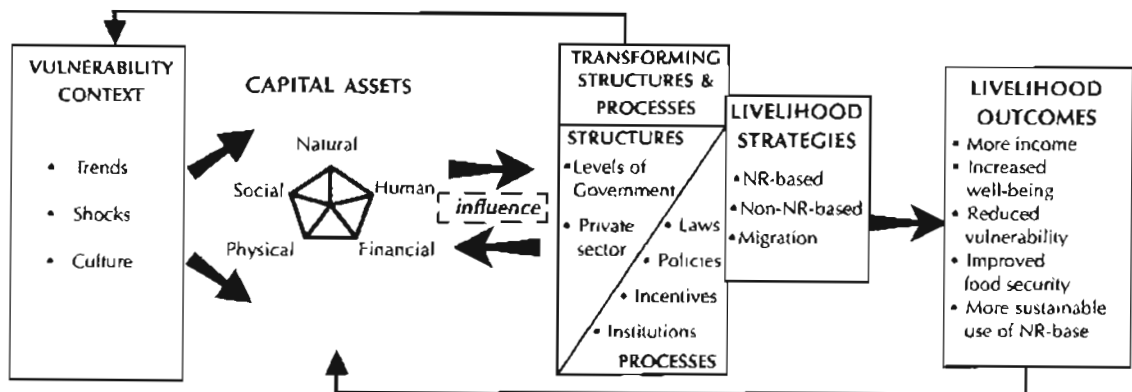 VULNERABILITY
CONTEXT
• Trends
• Shocks
• Culture
CAPITAL ASSETS
Natural
Social
Human
Physical
Financial
influence
TRANSFORMING
STRUCTURES &
PROCESSES
STRUCTURES
• Levels of
Government
• Private
sector
• Laws
• Policies
• Incentives
• Institutions
PROCESSES
LIVELIHOOD
STRATEGIES
• NR-based
• Non-NR-based
• Migration
LIVELIHOOD
OUTCOMES
• More income
• Increased
well-being
• Reduced
vulnerability
• Improved
food security
• More sustainable
use of NR-base